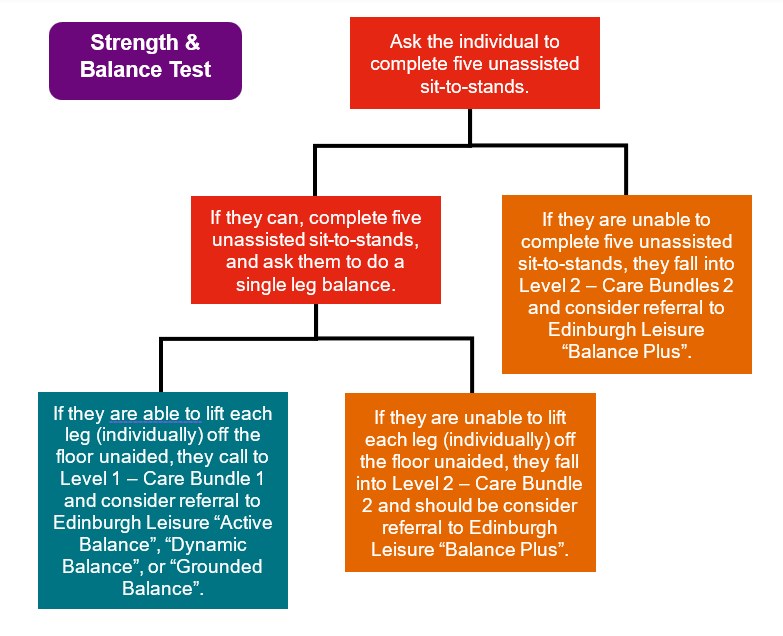 Strength &
Balance Test
Ask the individual to
complete five unassisted
sit-to-stands.
If they can, complete five
unassisted sit-to-stands,
and ask them to do a
single leg balance.
If they are unable to
complete five unassisted
sit-to-stands, they fall into
Level 2 – Care Bundles 2
and consider referral to
Edinburgh Leisure
“Balance Plus”.
If they are able to lift each
leg (individually) off the
floor unaided, they call to
Level 1 – Care Bundle 1
and consider referral to
Edinburgh Leisure “Active
Balance”, “Dynamic
Balance”, or “Grounded
Balance”.
If they are unable to lift
each leg (individually) off
the floor unaided, they fall
into Level 2 – Care Bundle
2 and should be consider
referral to Edinburgh
Leisure “Balance Plus”.